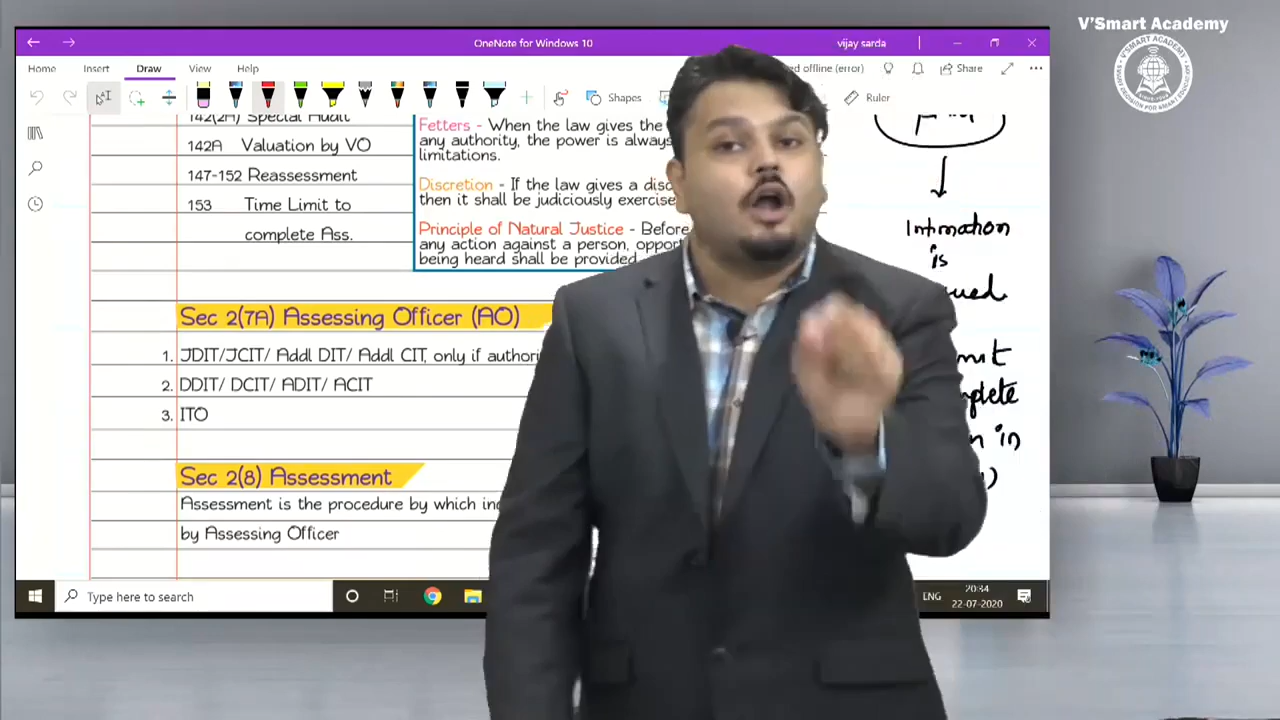 V'Smart Academy
OneNote for Windows 10
vijay sarda
Home Insert Draw View Help
offline (error)
Share
Shapes
Ruler
142(2A) Special Audit
142A Valuation by VO
147-152 Reassessment
153 Time Limit to
complete Ass.
Fetters - When the law gives the
any authority, the power is always
limitations.
Discretion - If the law gives a
then it shall be judiciously
Principle of Natural Justice - Before
any action against a person,
being heard shall be provided.
Intimation
is
Sec 2(7A) Assessing Officer (AO)
1. JDIT/JCIT/ Addl DIT/ Addl CIT, only if
2. DDIT/ DCIT/ ADIT/ ACIT
3. ITO
in
Sec 2(8) Assessment
Assessment is the procedure by which
by Assessing Officer
Type here to search
ENG
20:34
22-07-2020